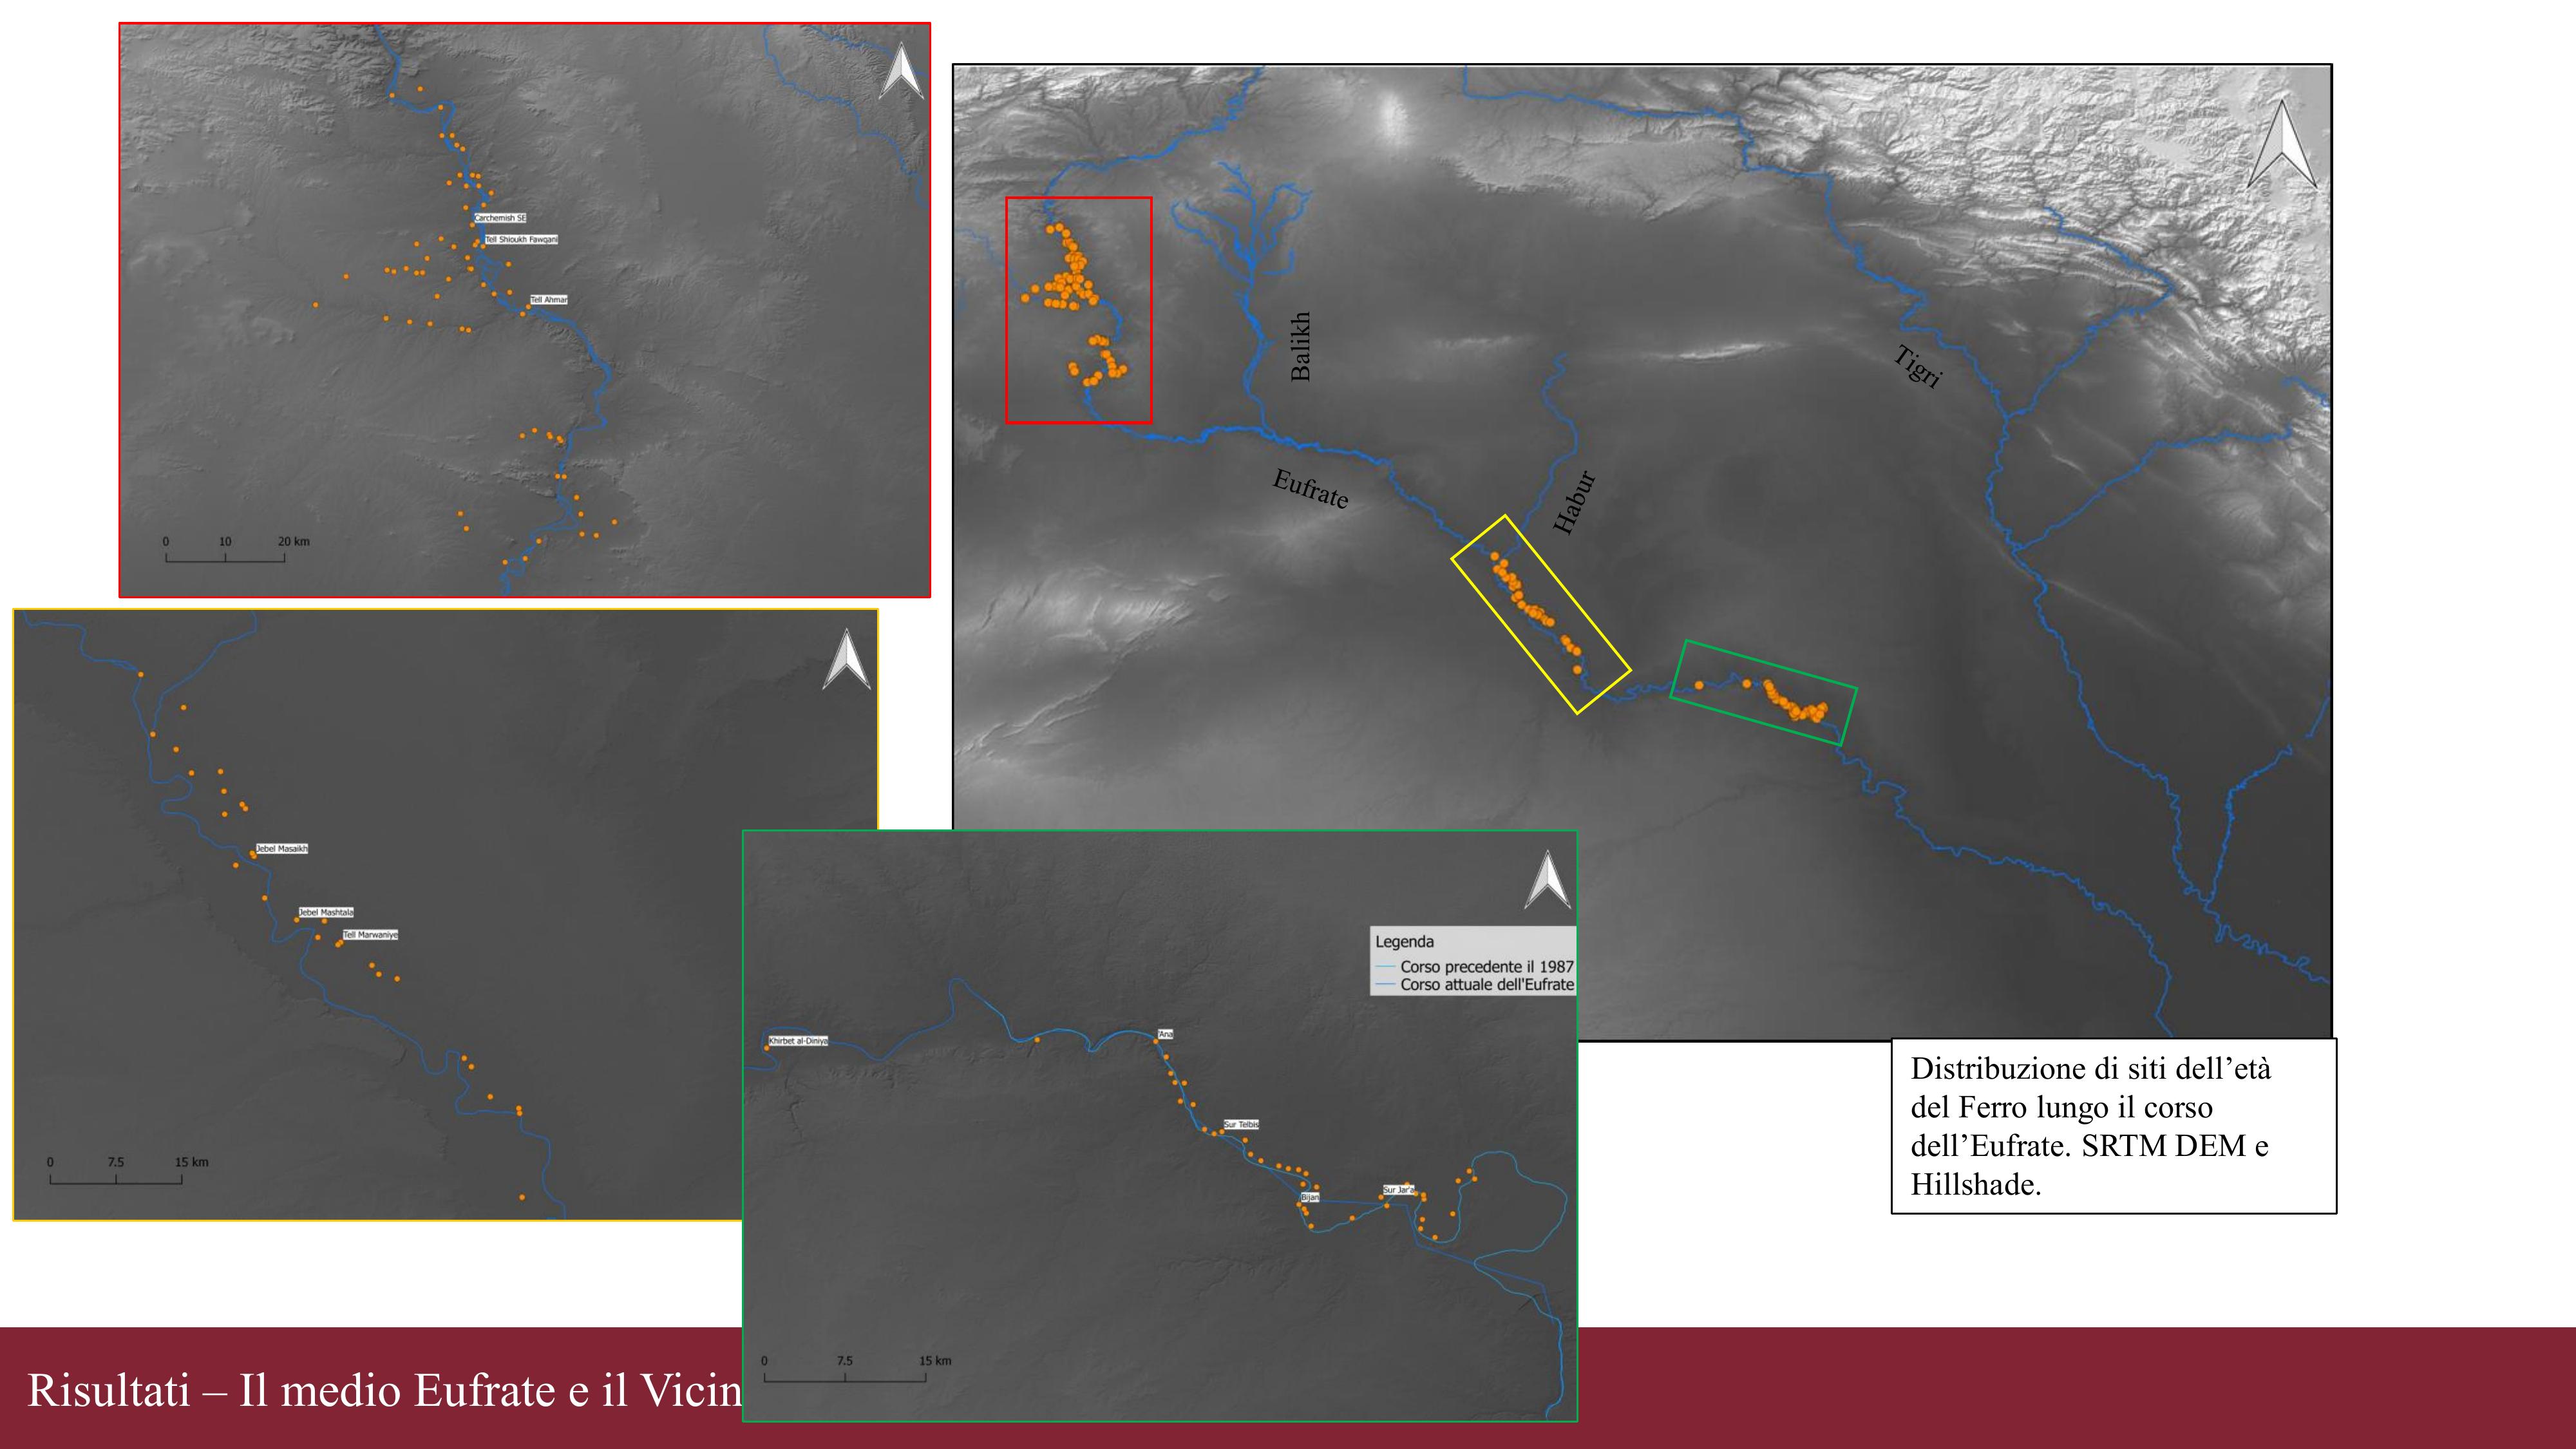 Carchemish SE
Tell Shioukh Fawqani
Tell Ahmar
0 10 20 km
Balikh
Eufrate
Habur
Tigri
Jebel Masaikh
Jebel Mashtala
Tell Marwaniye
0 7.5 15 km
Legenda
Corso precedente il 1987
Corso attuale dell'Eufrate
Khirbet al-Diniya
'Ana
Sur Telbis
Bijan
Sur Jar'a
0 7.5 15 km
Distribuzione di siti dell’età
del Ferro lungo il corso
dell’Eufrate. SRTM DEM e
Hillshade.
Risultati – Il medio Eufrate e il Vicin